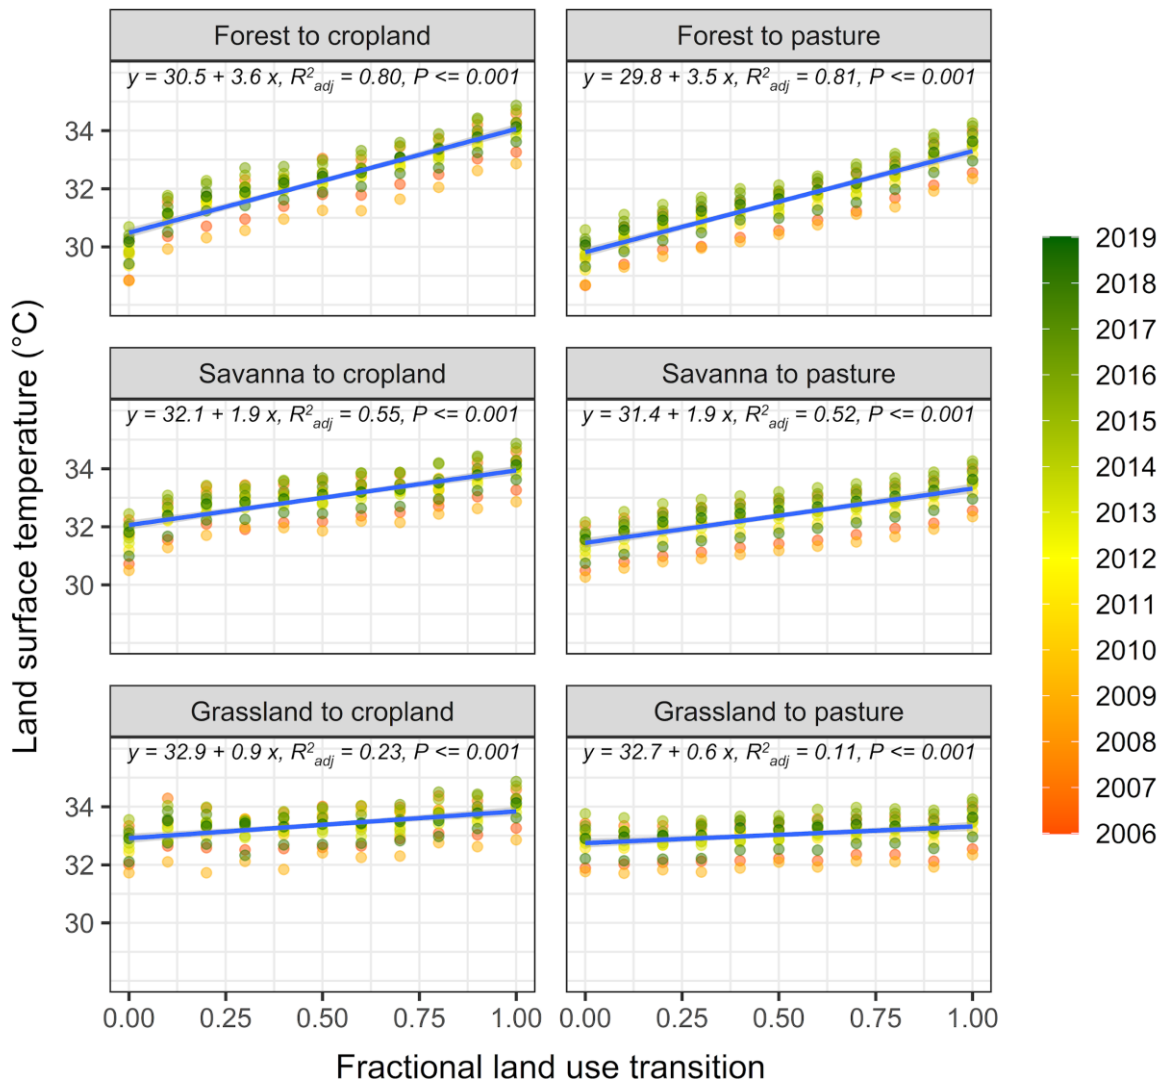 Forest to cropland
Forest to pasture
y = 30.5 + 3.6 x, R²adj = 0.80, P <= 0.001
y = 29.8 + 3.5 x, R²adj = 0.81, P <= 0.001
34
32
30
Savanna to cropland
Savanna to pasture
y = 32.1 + 1.9 x, R²adj = 0.55, P <= 0.001
y = 31.4 + 1.9 x, R²adj = 0.52, P <= 0.001
34
32
30
Grassland to cropland
Grassland to pasture
y = 32.9 + 0.9 x, R²adj = 0.23, P <= 0.001
y = 32.7 + 0.6 x, R²adj = 0.11, P <= 0.001
34
32
30
0.00 0.25 0.50 0.75 1.00
0.00 0.25 0.50 0.75 1.00
Fractional land use transition
Land surface temperature (°C)
2019
2018
2017
2016
2015
2014
2013
2012
2011
2010
2009
2008
2007
2006